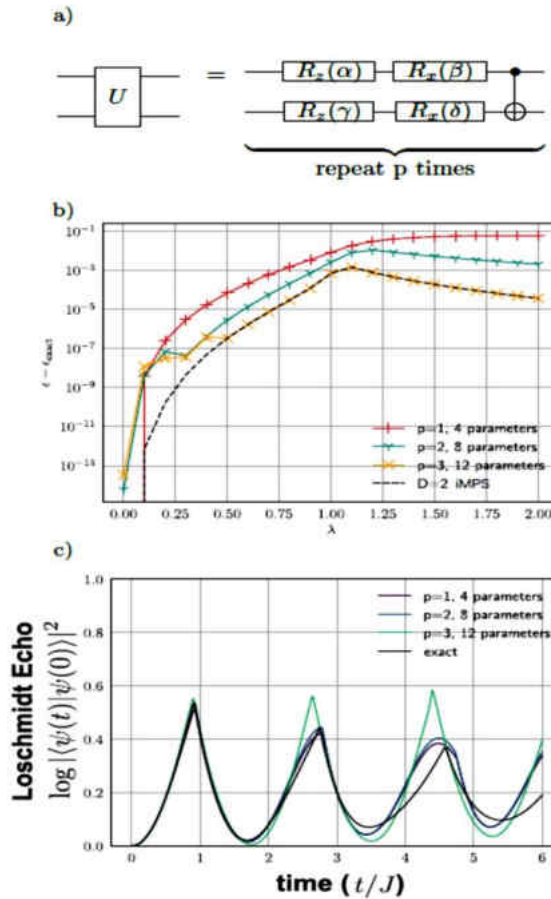 a)
U = R_z(α) R_x(β)
R_z(γ) R_x(δ)
repeat p times
b)
10⁻¹
10⁻³
10⁻⁵
10⁻⁷
10⁻⁹
10⁻¹¹
10⁻¹³
ϵ − ϵ_exact
p=1, 4 parameters
p=2, 8 parameters
p=3, 12 parameters
D=2 iMPS
0.00 0.25 0.50 0.75 1.00 1.25 1.50 1.75 2.00
λ
c)
1.0
0.8
0.6
0.4
0.2
0.0
Loschmidt Echo
log|⟨ψ(t)|ψ(0)⟩|²
p=1, 4 parameters
p=2, 8 parameters
p=3, 12 parameters
exact
0 1 2 3 4 5 6
time (t/J)